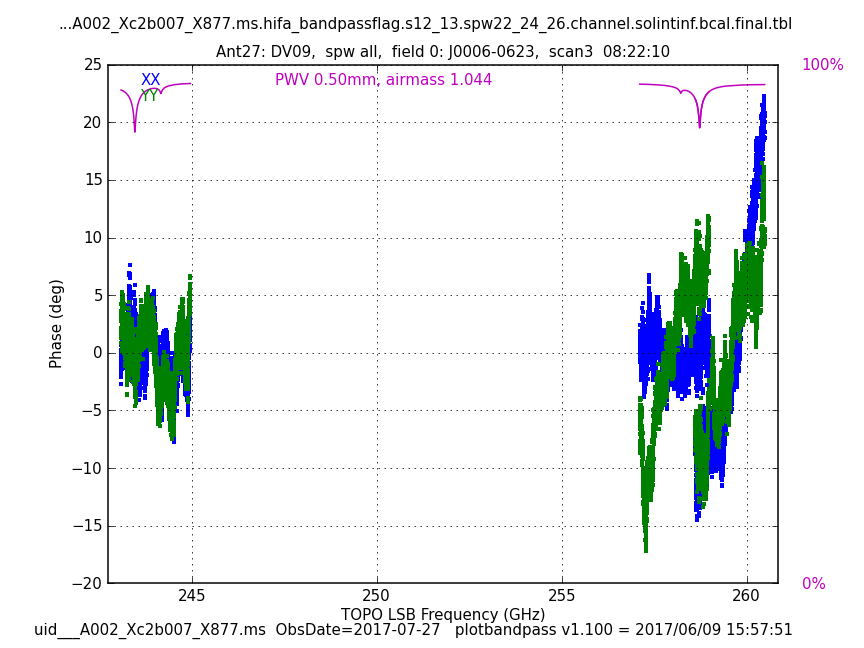 ...A002_Xc2b007_X877.ms.hifa_bandpassflag.s12_13.spw22_24_26.channel.solintinf.bcal.final.tbl
Ant27: DV09, spw all, field 0: J0006-0623, scan3 08:22:10
25
20
15
10
5
0
−5
−10
−15
−20
Phase (deg)
XX
YY
PWV 0.50mm, airmass 1.044
100%
0%
245
250
255
260
TOPO LSB Frequency (GHz)
uid___A002_Xc2b007_X877.ms ObsDate=2017-07-27 plotbandpass v1.100 = 2017/06/09 15:57:51